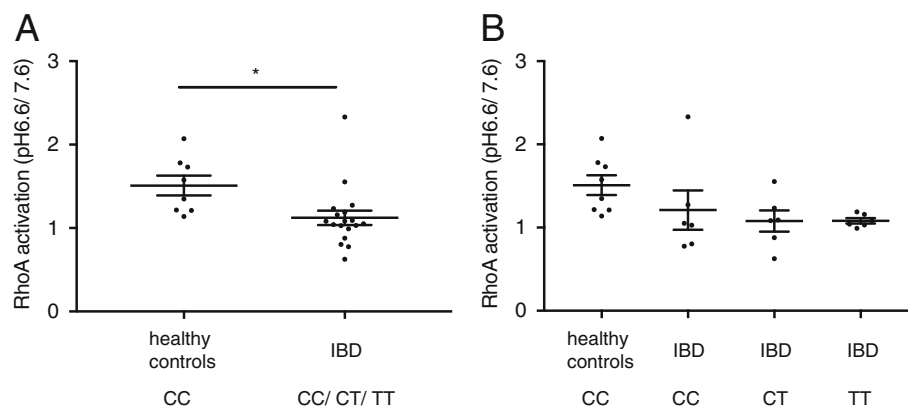 A
RhoA activation (pH6.6/ 7.6)
3
2
1
0
*
healthy
controls
IBD
CC
CC/ CT/ TT
B
RhoA activation (pH6.6/ 7.6)
3
2
1
0
healthy
controls
IBD
IBD
IBD
CC
CC
CT
TT